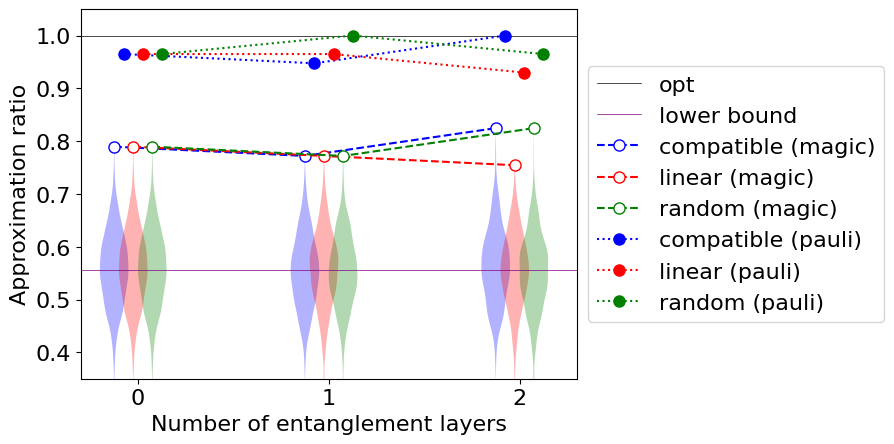 1.0
0.9
0.8
0.7
0.6
0.5
0.4
Approximation ratio
0 1 2
Number of entanglement layers
opt
lower bound
compatible (magic)
linear (magic)
random (magic)
compatible (pauli)
linear (pauli)
random (pauli)